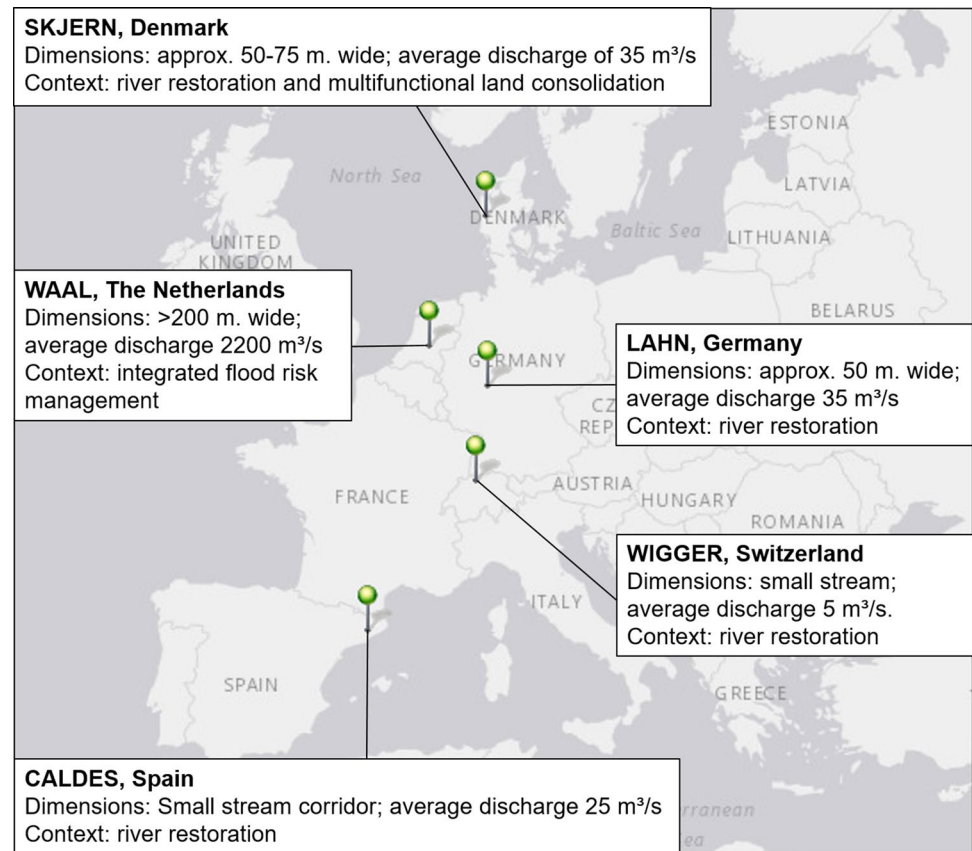 SKJERN, Denmark
Dimensions: approx. 50-75 m. wide; average discharge of 35 m³/s
Context: river restoration and multifunctional land consolidation
ESTONIA
North Sea
LATVIA
DENMARK
Baltic Sea
LITHUANIA
UNITED
KINGDOM
WAAL, The Netherlands
Dimensions: >200 m. wide;
average discharge 2200 m³/s
Context: integrated flood risk
management
BELARUS
GERMANY
LAHN, Germany
Dimensions: approx. 50 m. wide;
average discharge 35 m³/s
Context: river restoration
CZ
REP
FRANCE
AUSTRIA
HUNGARY
ROMANIA
WIGGER, Switzerland
Dimensions: small stream;
average discharge 5 m³/s.
Context: river restoration
ITALY
SPAIN
GREECE
CALDES, Spain
Dimensions: Small stream corridor; average discharge 25 m³/s
Context: river restoration
rranean
ea